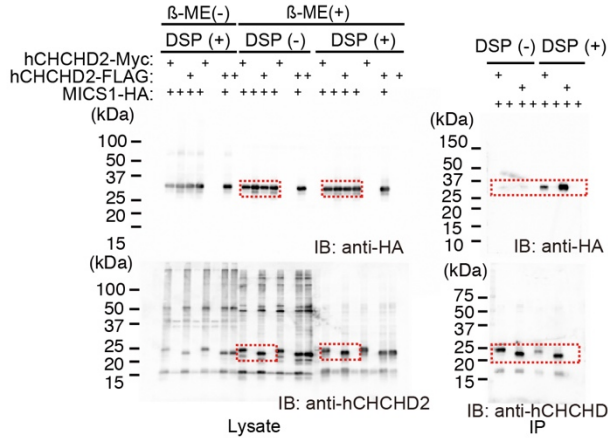 ß-ME(-) ß-ME(+)
DSP (+) DSP (-) DSP (+)
hCHCHD2-Myc: + + + + + +
hCHCHD2-FLAG: + ++ + ++ + + +
MICS1-HA: ++++ + ++++ + ++++ +
(kDa)
100
50
37
25
20
15
IB: anti-HA
(kDa)
100
50
37
25
20
15
IB: anti-hCHCHD2
Lysate
DSP (-) DSP (+)
+ +
+ +
+++ +++
(kDa)
150
37
25
20
15
10
IB: anti-HA
(kDa)
75
50
37
25
20
15
IB: anti-hCHCHD
IP